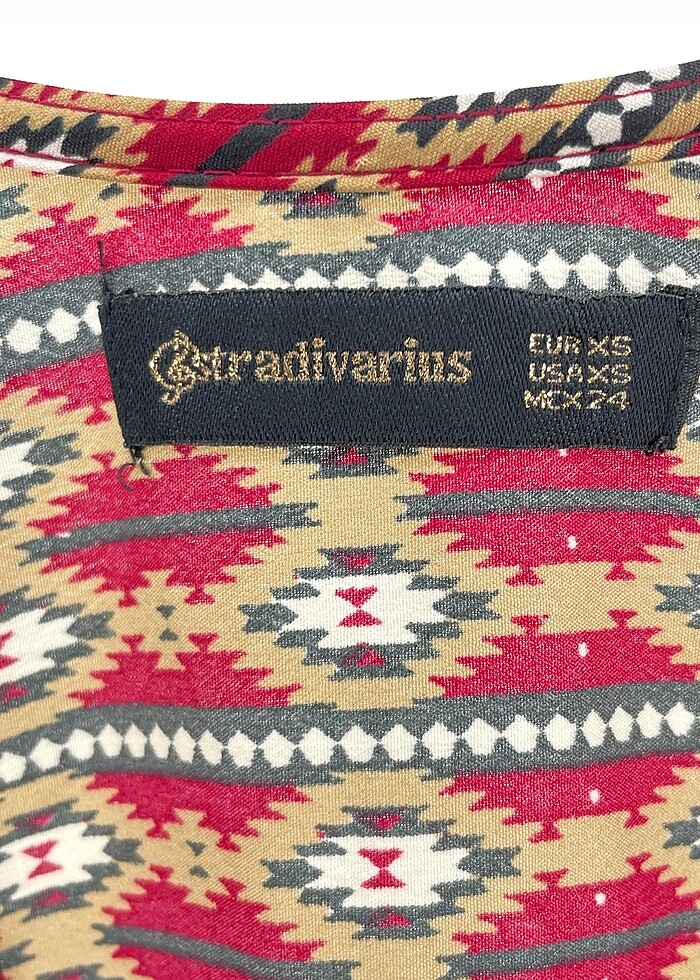 stradivarius
EUR XS
USA XS
MEX 24